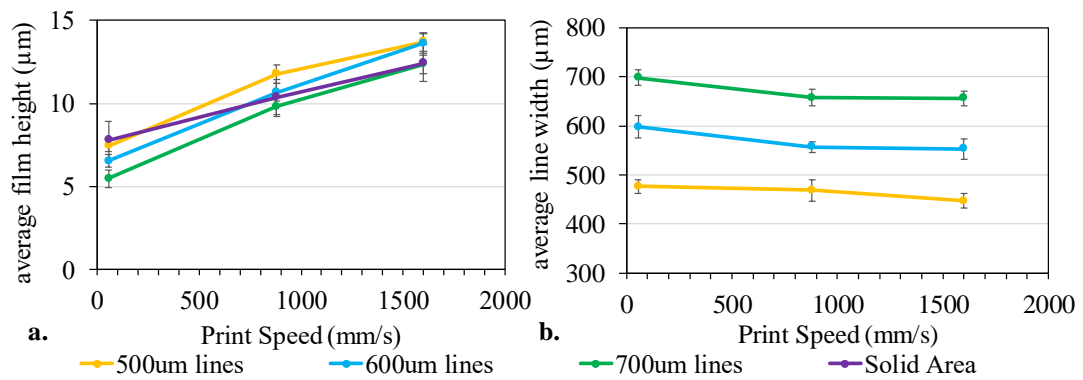 average film height (µm)
15
10
5
0
0 500 1000 1500 2000
Print Speed (mm/s)
a.
average line width (µm)
800
700
600
500
400
300
0 500 1000 1500 2000
Print Speed (mm/s)
b.
500um lines 600um lines 700um lines Solid Area